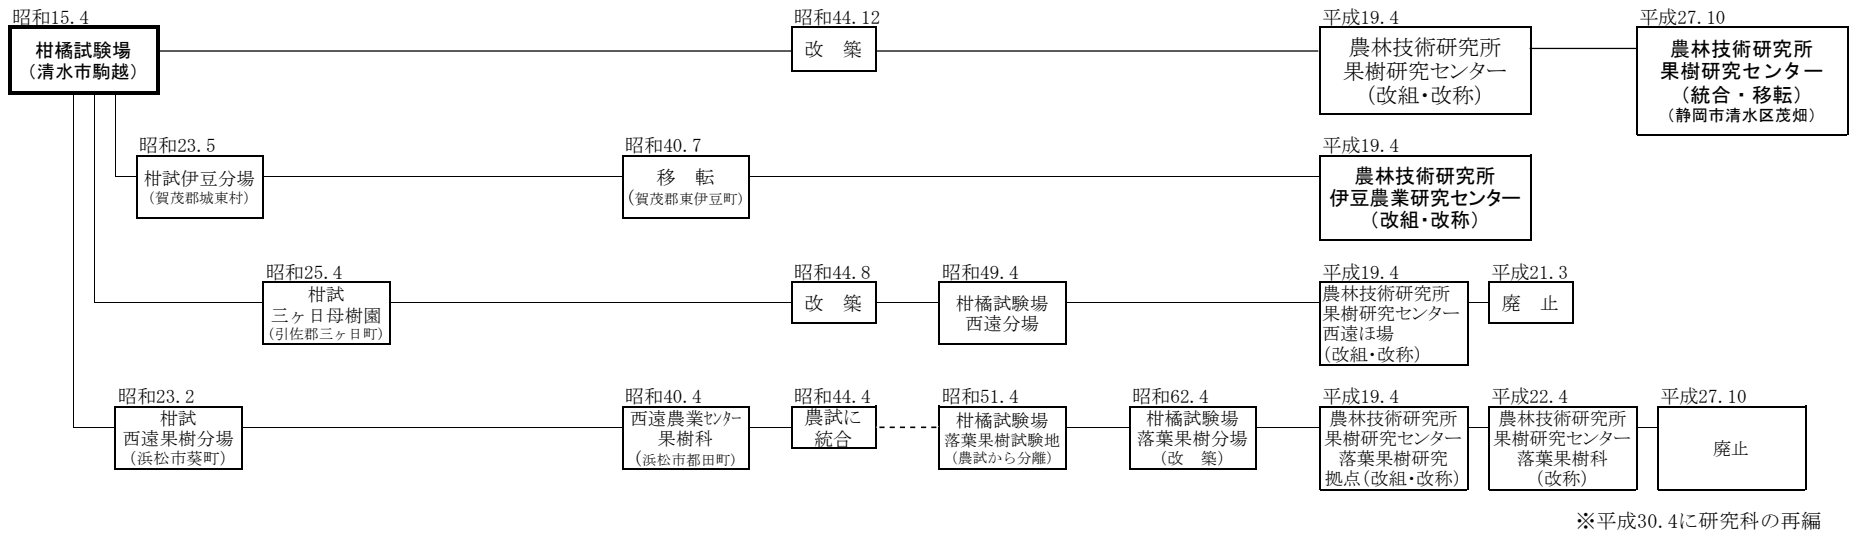 昭和15.4
柑橘試験場
(清水市駒越)
昭和44.12
改　築
平成19.4
農林技術研究所
果樹研究センター
(改組・改称)
平成27.10
農林技術研究所
果樹研究センター
(統合・移転)
(静岡市清水区茂畑)
昭和23.5
柑試伊豆分場
(賀茂郡城東村)
昭和40.7
移　転
(賀茂郡東伊豆町)
平成19.4
農林技術研究所
伊豆農業研究センター
(改組・改称)
昭和25.4
柑試
三ヶ日母樹園
(引佐郡三ヶ日町)
昭和44.8
改　築
昭和49.4
柑橘試験場
西遠分場
平成19.4
農林技術研究所
果樹研究センター
西遠ほ場
(改組・改称)
平成21.3
廃　止
昭和23.2
柑試
西遠果樹分場
(浜松市葵町)
昭和40.4
西遠農業ｾﾝﾀｰ
果樹科
(浜松市都田町)
昭和44.4
農試に
統合
昭和51.4
柑橘試験場
落葉果樹試験地
(農試から分離)
昭和62.4
柑橘試験場
落葉果樹分場
(改　築)
平成19.4
農林技術研究所
果樹研究センター
落葉果樹研究
拠点(改組・改称)
平成22.4
農林技術研究所
果樹研究センター
落葉果樹科
(改称)
平成27.10
廃止
※平成30.4に研究科の再編